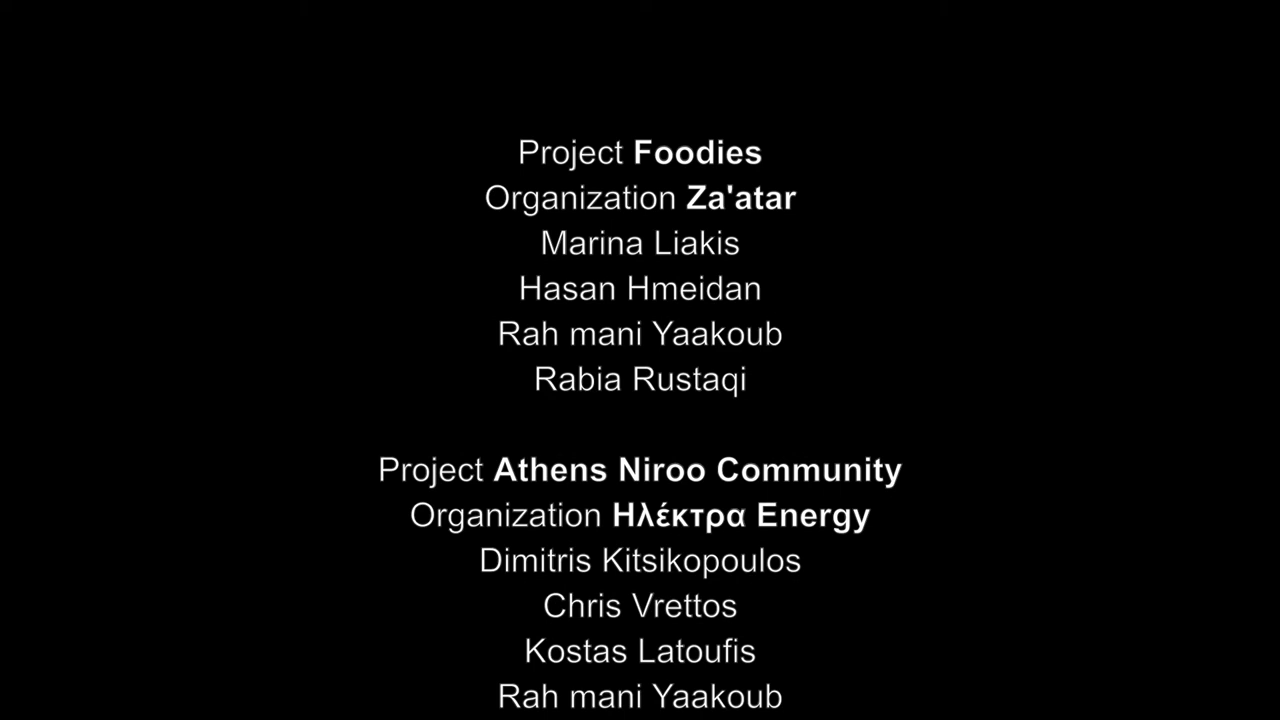 Project Foodies
Organization Za'atar
Marina Liakis
Hasan Hmeidan
Rah mani Yaakoub
Rabia Rustaqi
Project Athens Niroo Community
Organization Ηλέκτρα Energy
Dimitris Kitsikopoulos
Chris Vrettos
Kostas Latoufis
Rah mani Yaakoub